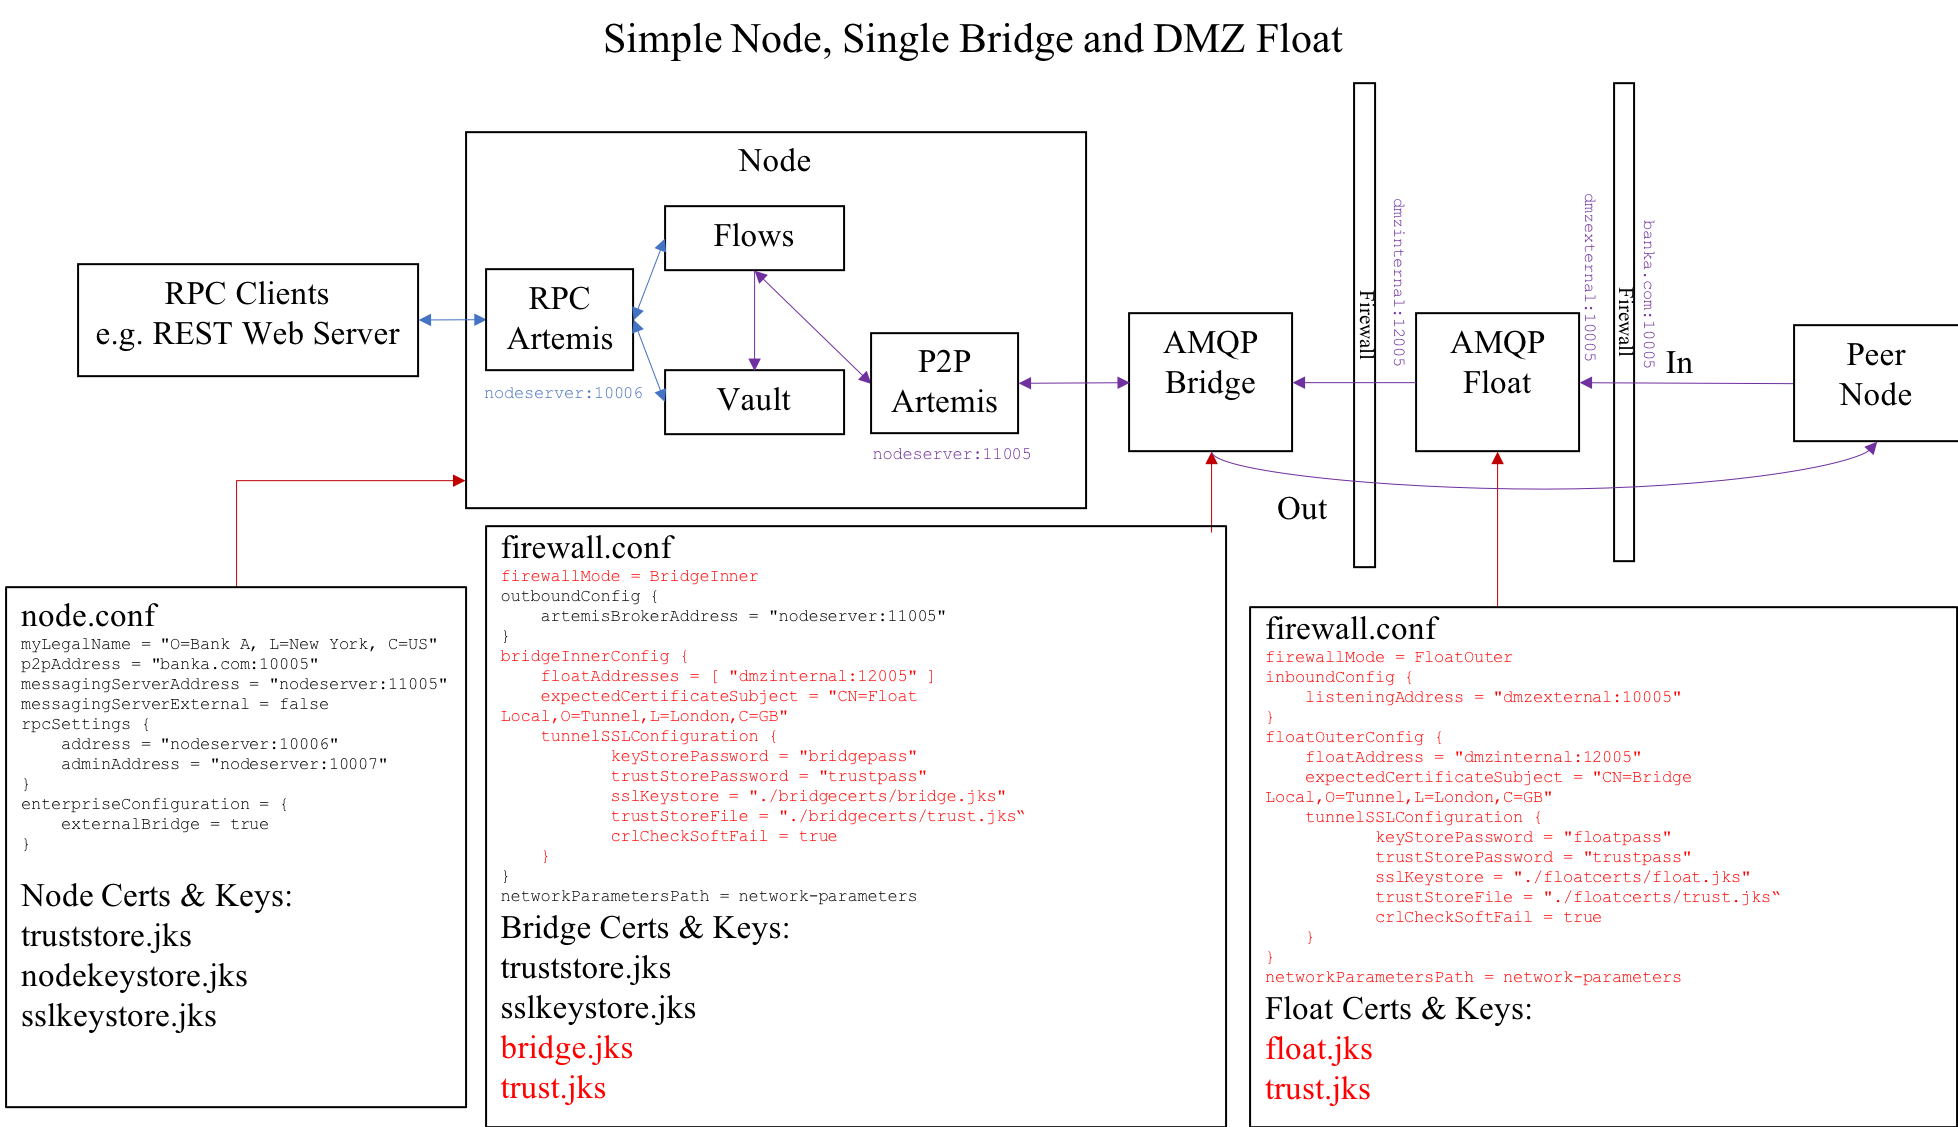 Simple Node, Single Bridge and DMZ Float
Node
Flows
RPC Clients
e.g. REST Web Server
RPC
Artemis
nodeserver:10006
Vault
P2P
Artemis
nodeserver:11005
AMQP
Bridge
Firewall
dmzinternal:12005
AMQP
Float
dmzexternal:10005
Firewall
banka.com:10005
In
Peer
Node
Out
node.conf
myLegalName = "O=Bank A, L=New York, C=US"
p2pAddress = "banka.com:10005"
messagingServerAddress = "nodeserver:11005"
messagingServerExternal = false
rpcSettings {
    address = "nodeserver:10006"
    adminAddress = "nodeserver:10007"
}
enterpriseConfiguration = {
    externalBridge = true
}
Node Certs & Keys:
truststore.jks
nodekeystore.jks
sslkeystore.jks
firewall.conf
firewallMode = BridgeInner
outboundConfig {
    artemisBrokerAddress = "nodeserver:11005"
}
bridgeInnerConfig {
    floatAddresses = [ "dmzinternal:12005" ]
    expectedCertificateSubject = "CN=Float
Local,O=Tunnel,L=London,C=GB"
    tunnelSSLConfiguration {
           keyStorePassword = "bridgepass"
           trustStorePassword = "trustpass"
           sslKeystore = "./bridgecerts/bridge.jks"
           trustStoreFile = "./bridgecerts/trust.jks“
           crlCheckSoftFail = true
    }
}
networkParametersPath = network-parameters
Bridge Certs & Keys:
truststore.jks
sslkeystore.jks
bridge.jks
trust.jks
firewall.conf
firewallMode = FloatOuter
inboundConfig {
    listeningAddress = "dmzexternal:10005"
}
floatOuterConfig {
    floatAddress = "dmzinternal:12005"
    expectedCertificateSubject = "CN=Bridge
Local,O=Tunnel,L=London,C=GB"
    tunnelSSLConfiguration {
           keyStorePassword = "floatpass"
           trustStorePassword = "trustpass"
           sslKeystore = "./floatcerts/float.jks"
           trustStoreFile = "./floatcerts/trust.jks“
           crlCheckSoftFail = true
    }
}
networkParametersPath = network-parameters
Float Certs & Keys:
float.jks
trust.jks